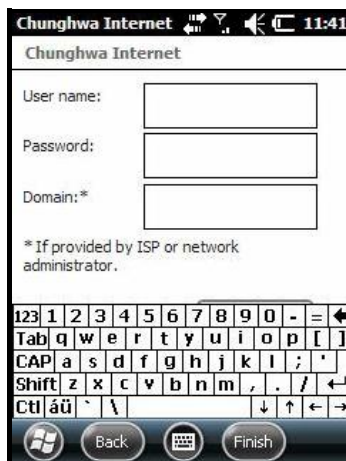 Chunghwa Internet 11:41
Chunghwa Internet
User name:
Password:
Domain:*
* If provided by ISP or network
administrator.
123 1 2 3 4 5 6 7 8 9 0 - = ←
Tab q w e r t y u i o p [ ]
CAP a s d f g h j k l ; '
Shift z x c v b n m , . / ↵
Ctl áü ` \ ↓ ↑ ← →
Back Finish